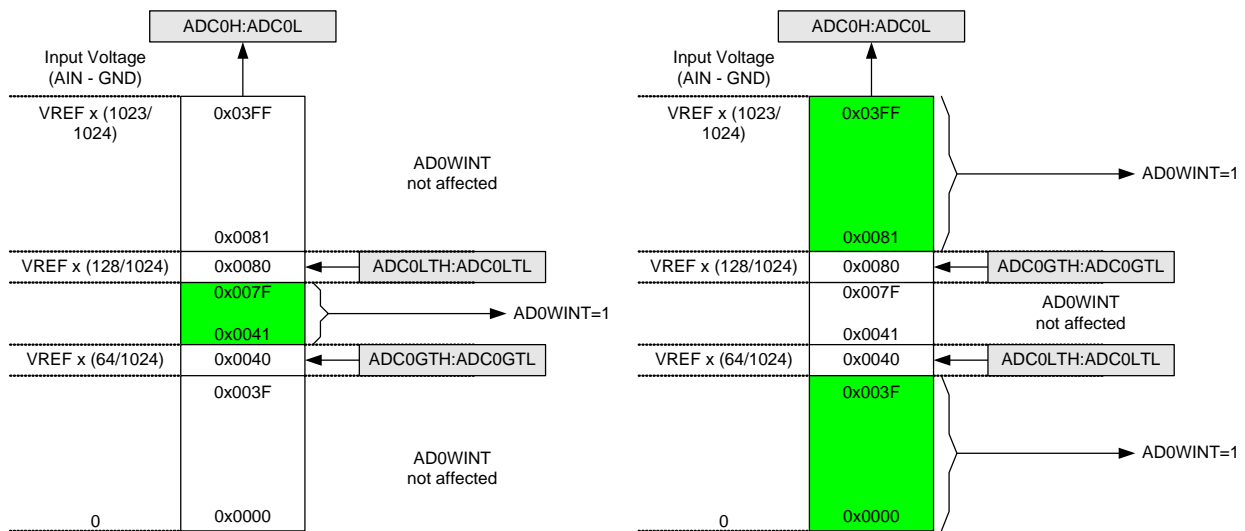 ADC0H:ADC0L
Input Voltage
(AIN - GND)
VREF x (1023/
1024)
0x03FF
AD0WINT
not affected
0x0081
VREF x (128/1024)
0x0080
ADC0LTH:ADC0LTL
0x007F
AD0WINT=1
0x0041
VREF x (64/1024)
0x0040
ADC0GTH:ADC0GTL
0x003F
AD0WINT
not affected
0
0x0000
ADC0H:ADC0L
Input Voltage
(AIN - GND)
VREF x (1023/
1024)
0x03FF
AD0WINT=1
0x0081
VREF x (128/1024)
0x0080
ADC0GTH:ADC0GTL
0x007F
AD0WINT
not affected
0x0041
VREF x (64/1024)
0x0040
ADC0LTH:ADC0LTL
0x003F
AD0WINT=1
0
0x0000